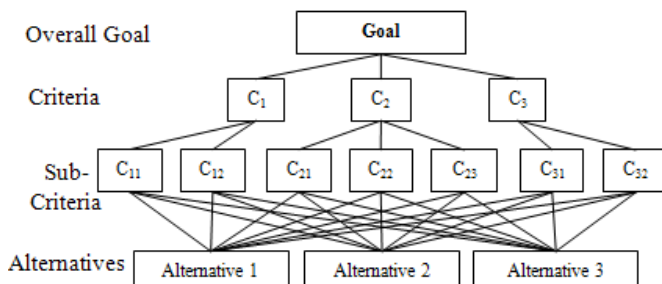 Overall Goal
Goal
Criteria
C₁
C₂
C₃
Sub-
Criteria
C₁₁
C₁₂
C₂₁
C₂₂
C₂₃
C₃₁
C₃₂
Alternatives
Alternative 1
Alternative 2
Alternative 3